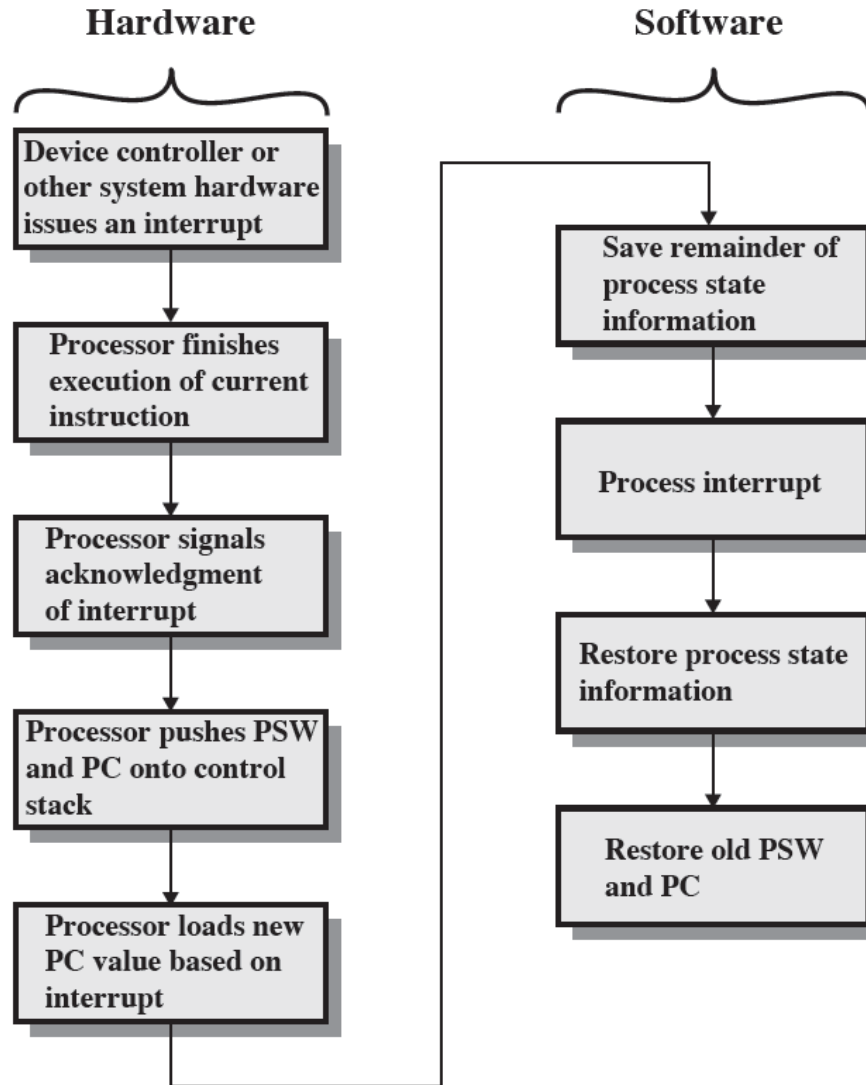 Hardware
Device controller or
other system hardware
issues an interrupt
Processor finishes
execution of current
instruction
Processor signals
acknowledgment
of interrupt
Processor pushes PSW
and PC onto control
stack
Processor loads new
PC value based on
interrupt
Software
Save remainder of
process state
information
Process interrupt
Restore process state
information
Restore old PSW
and PC